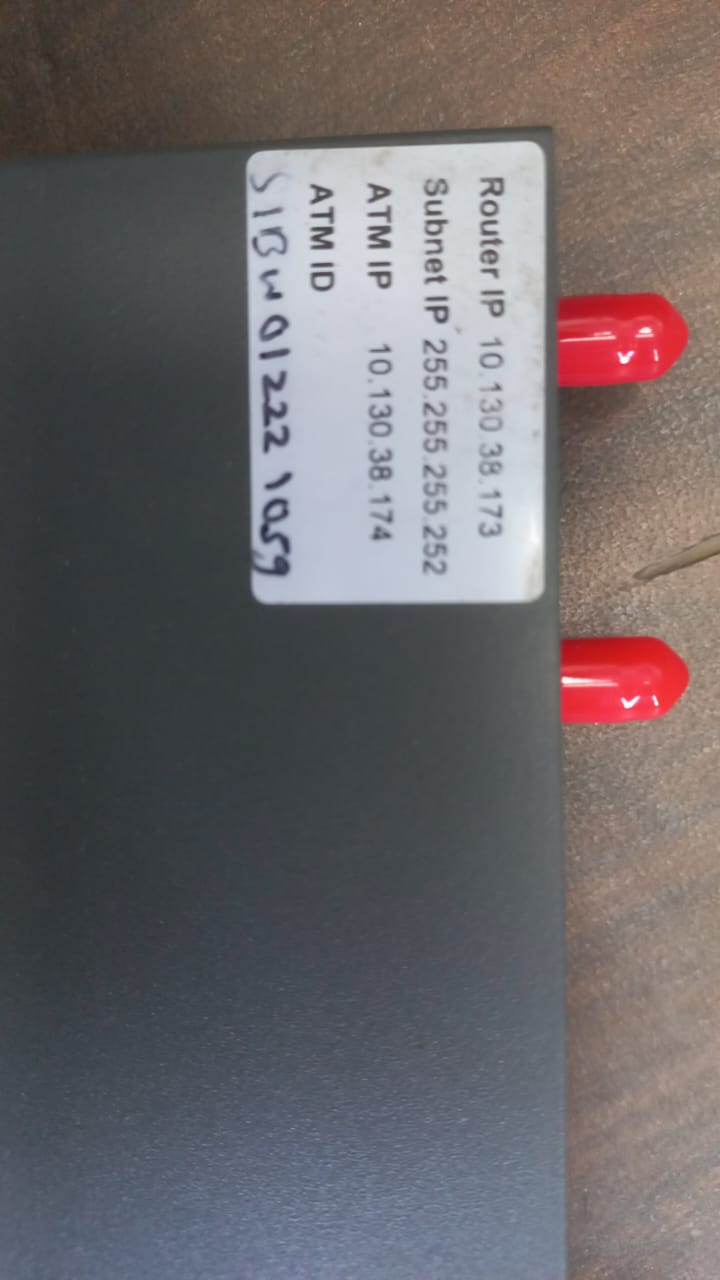 Router IP 10.130.38.173
Subnet IP 255.255.255.252
ATM IP 10.130.38.174
ATM ID
S1BW012221059